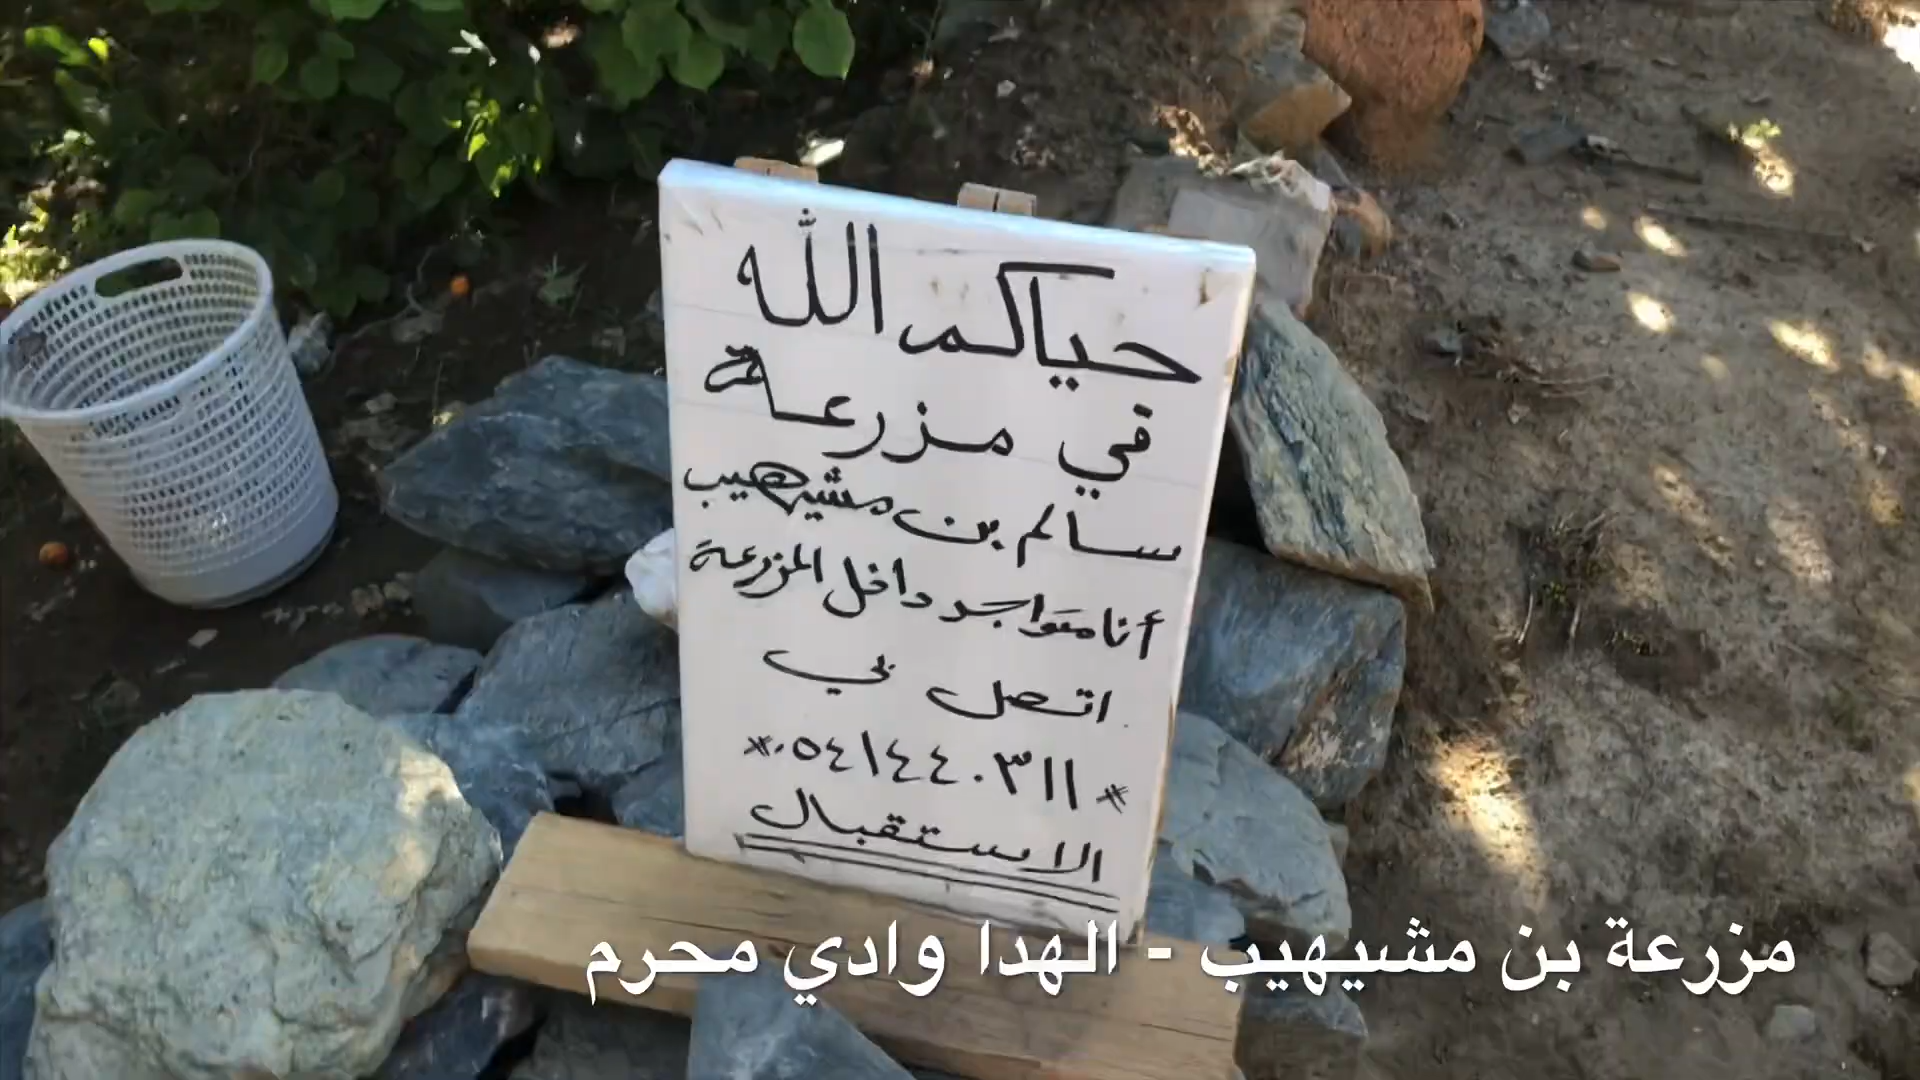 حياكم الله
في مزرعة
سالم بن مشيهيب
أنا متواجد داخل المزرعة
اتصل بي
* ٠٥٤١٤٤٠٣١١ *
الاستقبال
مزرعة بن مشيهيب - الهدا وادي محرم